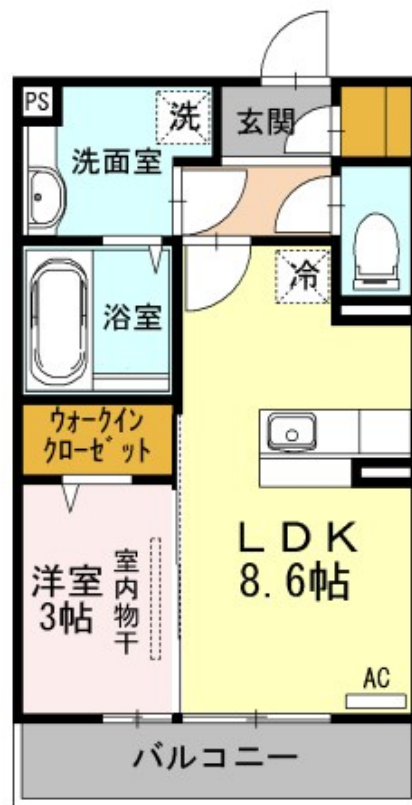 PS
洗
玄関
洗面室
冷
浴室
ウォークイン
クローゼット
LDK
8.6帖
洋室
3帖
室内物干
AC
バルコニー